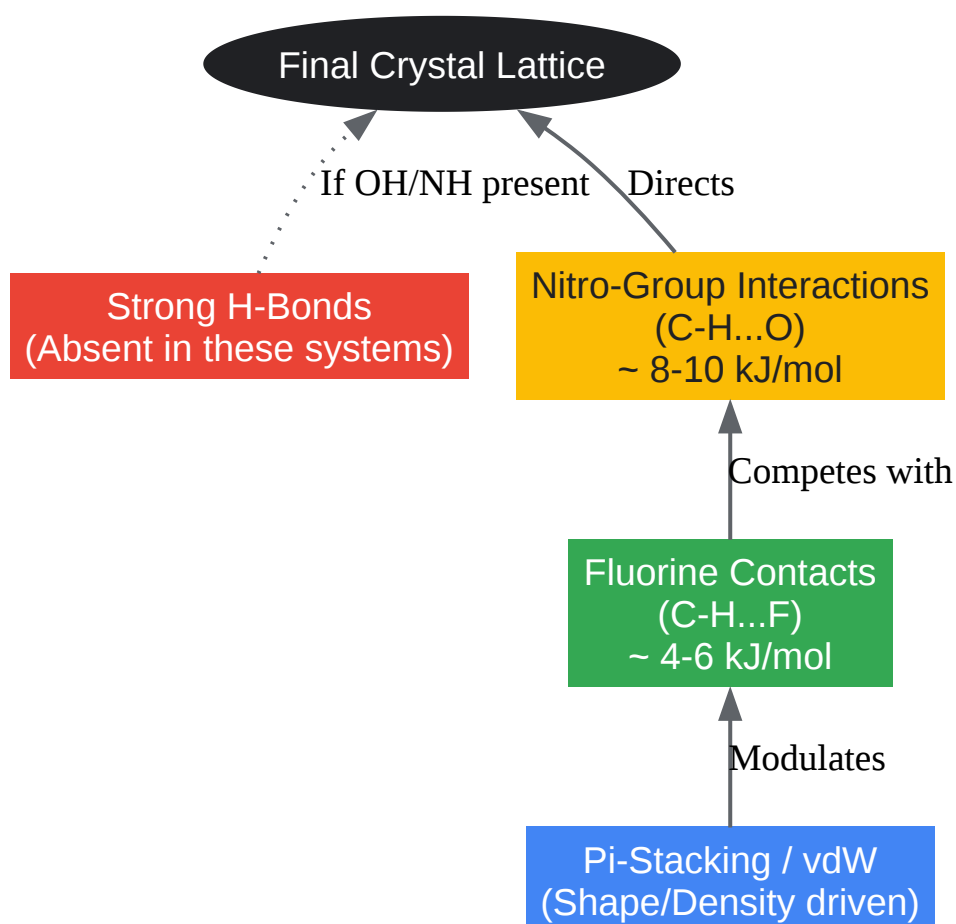 Final Crystal Lattice
If OH/NH present
Directs
Strong H-Bonds
(Absent in these systems)
Nitro-Group Interactions
(C-H...O)
~ 8-10 kJ/mol
Competes with
Fluorine Contacts
(C-H...F)
~ 4-6 kJ/mol
Modulates
Pi-Stacking / vdW
(Shape/Density driven)